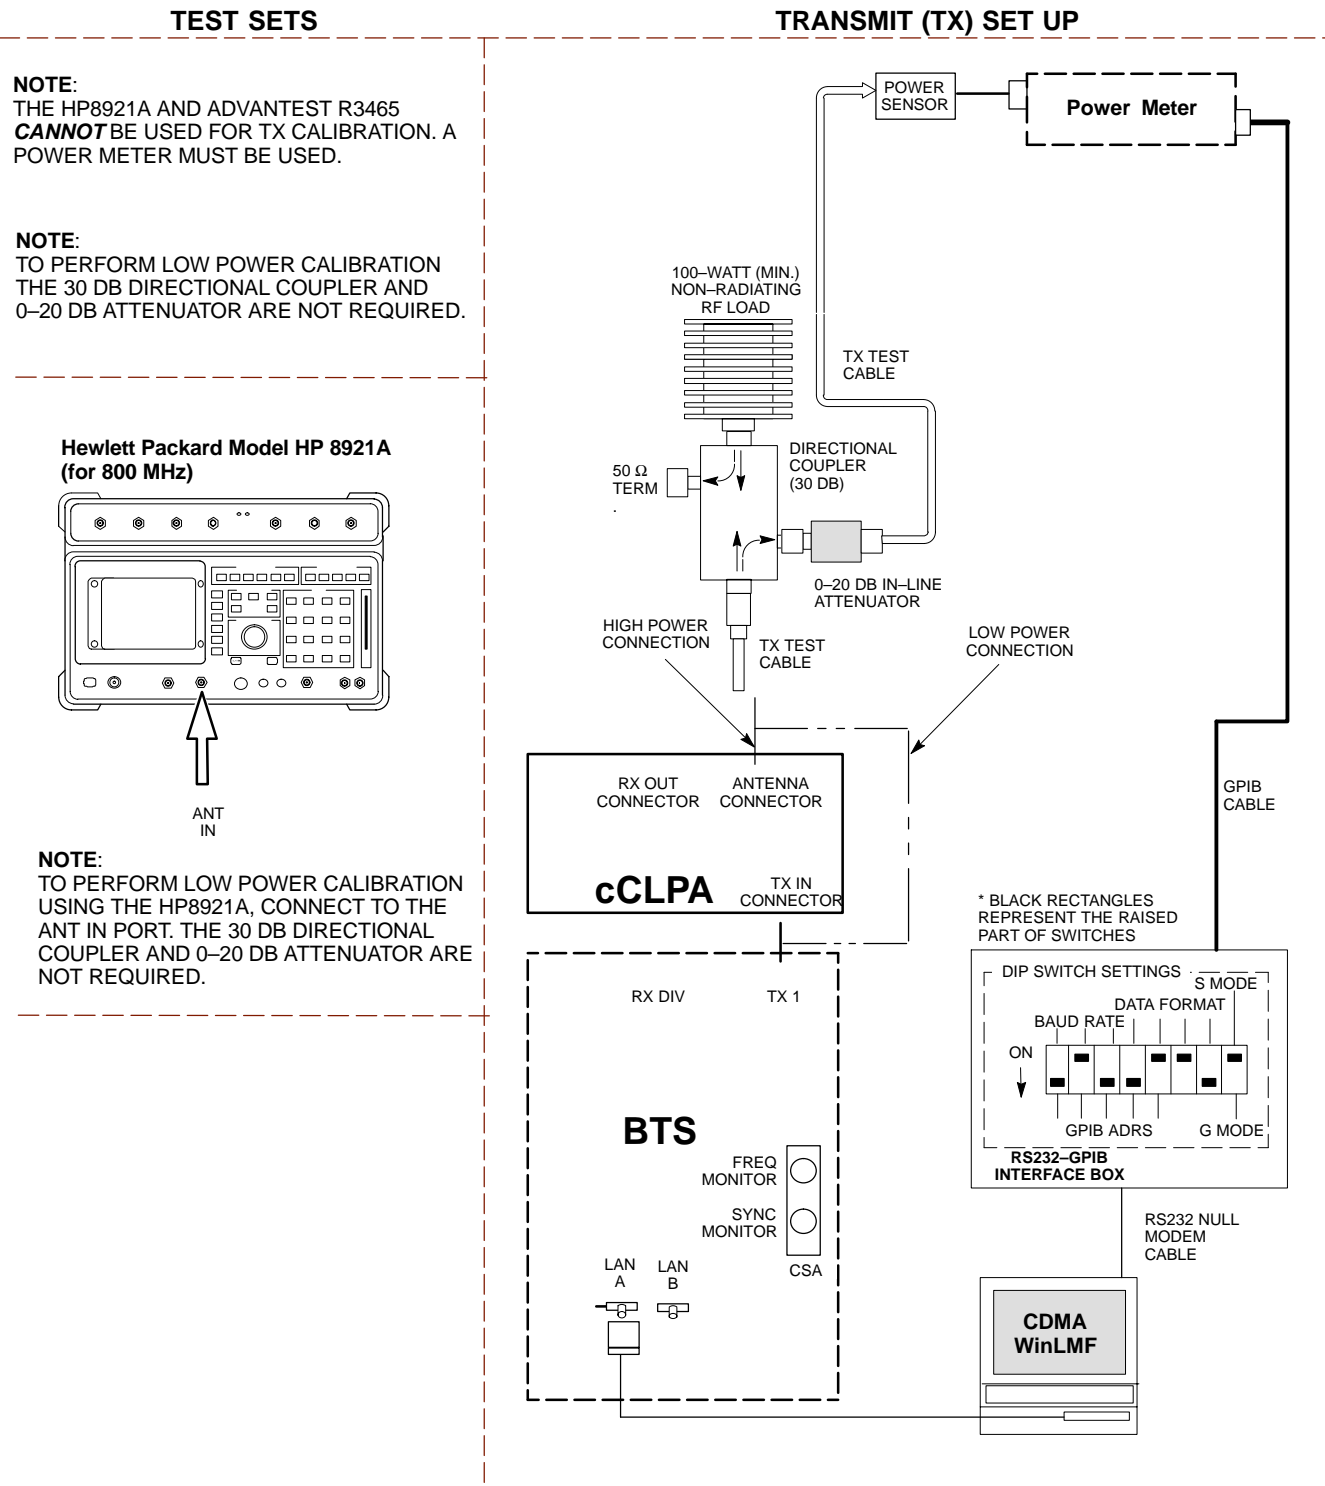 TEST SETS
TRANSMIT (TX) SET UP
NOTE:
THE HP8921A AND ADVANTEST R3465
CANNOT BE USED FOR TX CALIBRATION. A
POWER METER MUST BE USED.
NOTE:
TO PERFORM LOW POWER CALIBRATION
THE 30 DB DIRECTIONAL COUPLER AND
0–20 DB ATTENUATOR ARE NOT REQUIRED.
Hewlett Packard Model HP 8921A
(for 800 MHz)
ANT
IN
NOTE:
TO PERFORM LOW POWER CALIBRATION
USING THE HP8921A, CONNECT TO THE
ANT IN PORT. THE 30 DB DIRECTIONAL
COUPLER AND 0–20 DB ATTENUATOR ARE
NOT REQUIRED.
POWER
SENSOR
Power Meter
100–WATT (MIN.)
NON–RADIATING
RF LOAD
TX TEST
CABLE
50 Ω
TERM
.
DIRECTIONAL
COUPLER
(30 DB)
0–20 DB IN–LINE
ATTENUATOR
HIGH POWER
CONNECTION
TX TEST
CABLE
LOW POWER
CONNECTION
RX OUT
CONNECTOR
ANTENNA
CONNECTOR
cCLPA
TX IN
CONNECTOR
GPIB
CABLE
* BLACK RECTANGLES
REPRESENT THE RAISED
PART OF SWITCHES
DIP SWITCH SETTINGS
S MODE
DATA FORMAT
BAUD RATE
ON
GPIB ADRS
G MODE
RS232–GPIB
INTERFACE BOX
RX DIV
TX 1
BTS
FREQ
MONITOR
SYNC
MONITOR
CSA
LAN
A
LAN
B
RS232 NULL
MODEM
CABLE
CDMA
WinLMF